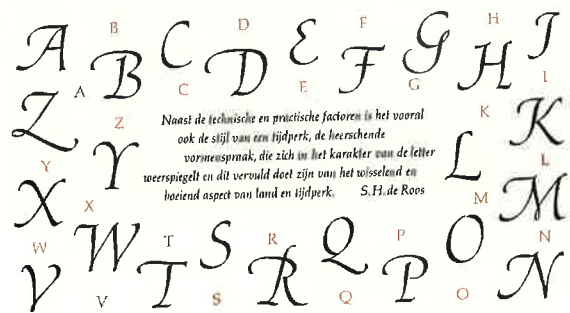 A B C D E F G H I
B D F H
A C E G I
Z K
Z K
Naast de technische en practische factoren is het vooral
ook de stijl van een tijdperk, de heerschende
vormenspraak, die zich in het karakter van de letter
weerspiegelt en dit vervuld doet zijn van het wisselend en
boeiend aspect van land en tijdperk. S.H. de Roos
Y L
Y L
X M
X M
W T S R Q P O N
W T R P N
V
V S Q O